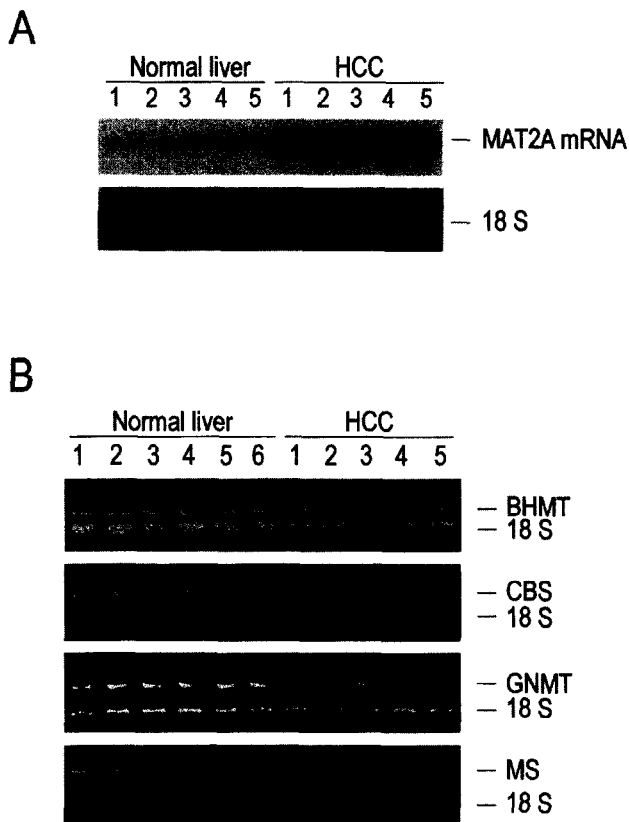 A
Normal liver HCC
1 2 3 4 5 1 2 3 4 5
— MAT2A mRNA
— 18 S
B
Normal liver HCC
1 2 3 4 5 6 1 2 3 4 5
— BHMT
— 18 S
— CBS
— 18 S
— GNMT
— 18 S
— MS
— 18 S